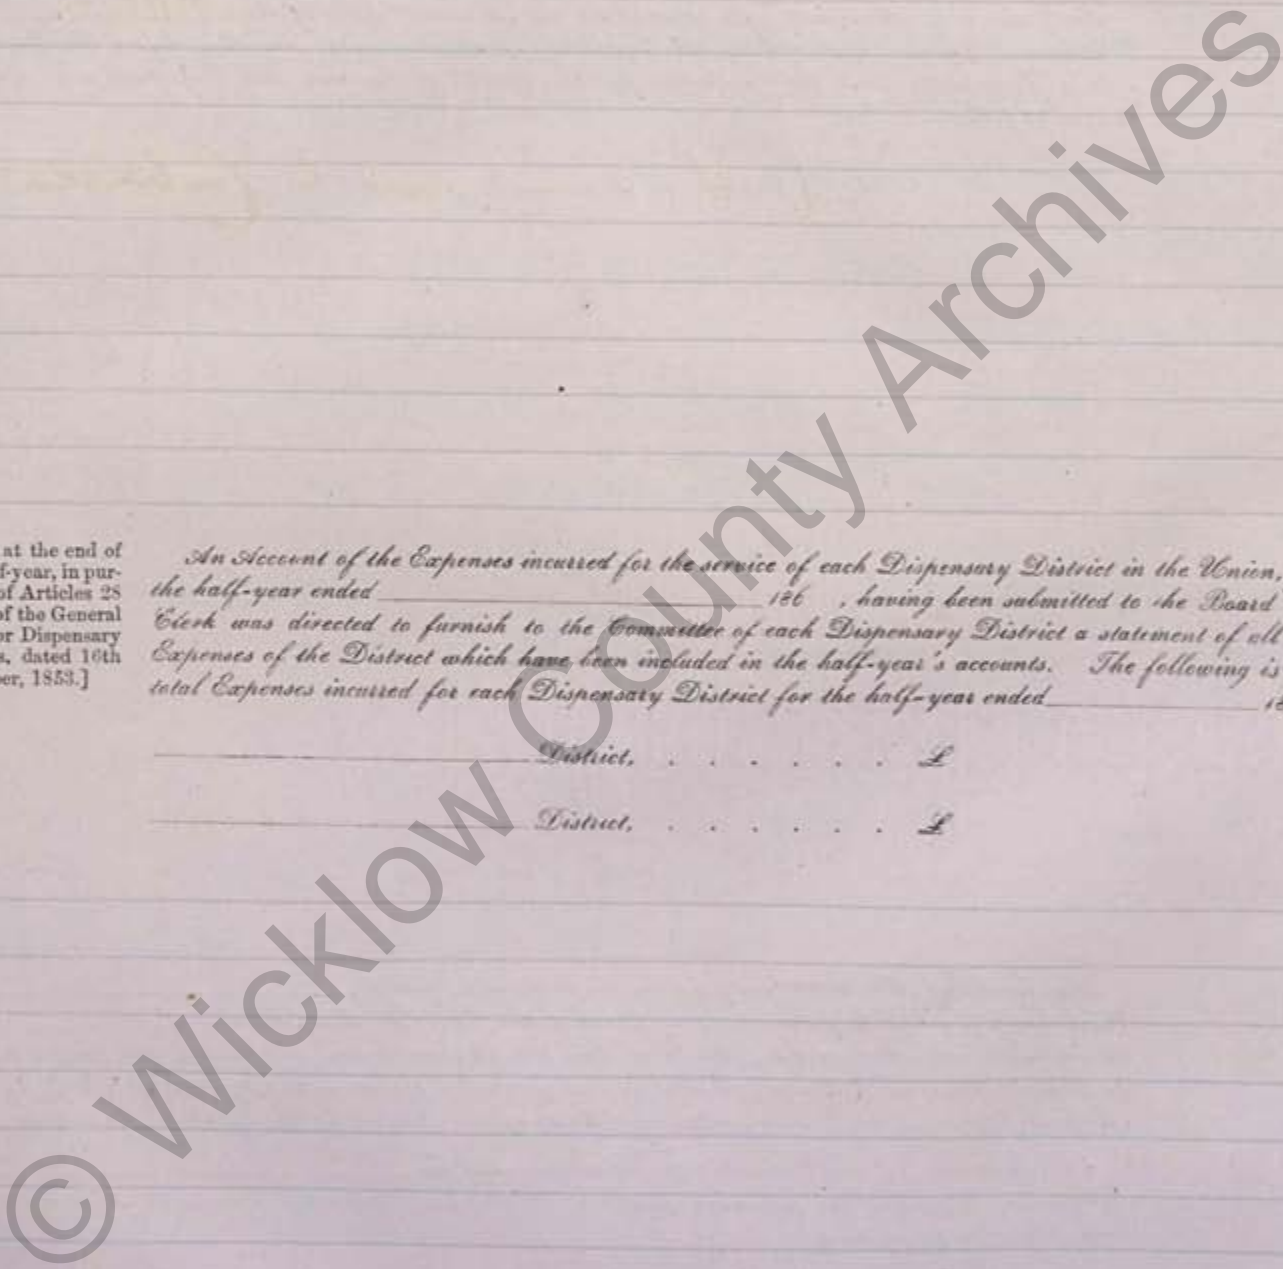 at the end of
f-year, in pur-
of Articles 28
of the General
or Dispensary
s, dated 16th
er, 1853.]
An Account of the Expenses incurred for the service of each Dispensary District in the Union,
the half-year ended 186 , having been submitted to the Board
Clerk was directed to furnish to the Committee of each Dispensary District a statement of all
Expenses of the District which have been included in the half-year's accounts. The following is
total Expenses incurred for each Dispensary District for the half-year ended 18
District, . . . . . . £
District, . . . . . . £
© Wicklow County Archives